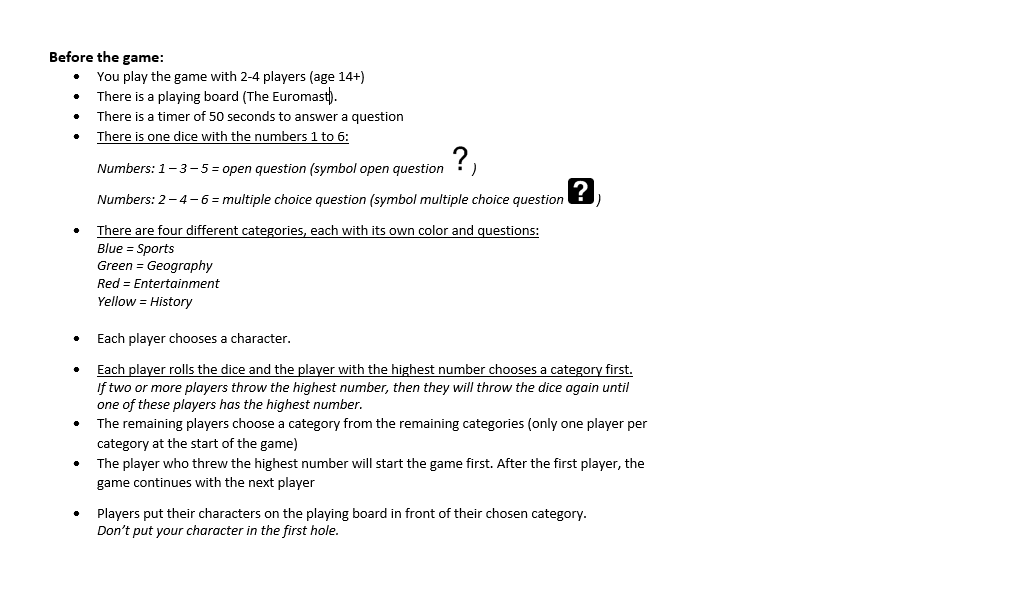 Before the game:
• You play the game with 2-4 players (age 14+)
• There is a playing board (The Euromast).
• There is a timer of 50 seconds to answer a question
• There is one dice with the numbers 1 to 6:
Numbers: 1 – 3 – 5 = open question (symbol open question ? )
Numbers: 2 – 4 – 6 = multiple choice question (symbol multiple choice question ? )
• There are four different categories, each with its own color and questions:
Blue = Sports
Green = Geography
Red = Entertainment
Yellow = History
• Each player chooses a character.
• Each player rolls the dice and the player with the highest number chooses a category first.
If two or more players throw the highest number, then they will throw the dice again until
one of these players has the highest number.
• The remaining players choose a category from the remaining categories (only one player per
category at the start of the game)
• The player who threw the highest number will start the game first. After the first player, the
game continues with the next player
• Players put their characters on the playing board in front of their chosen category.
Don’t put your character in the first hole.